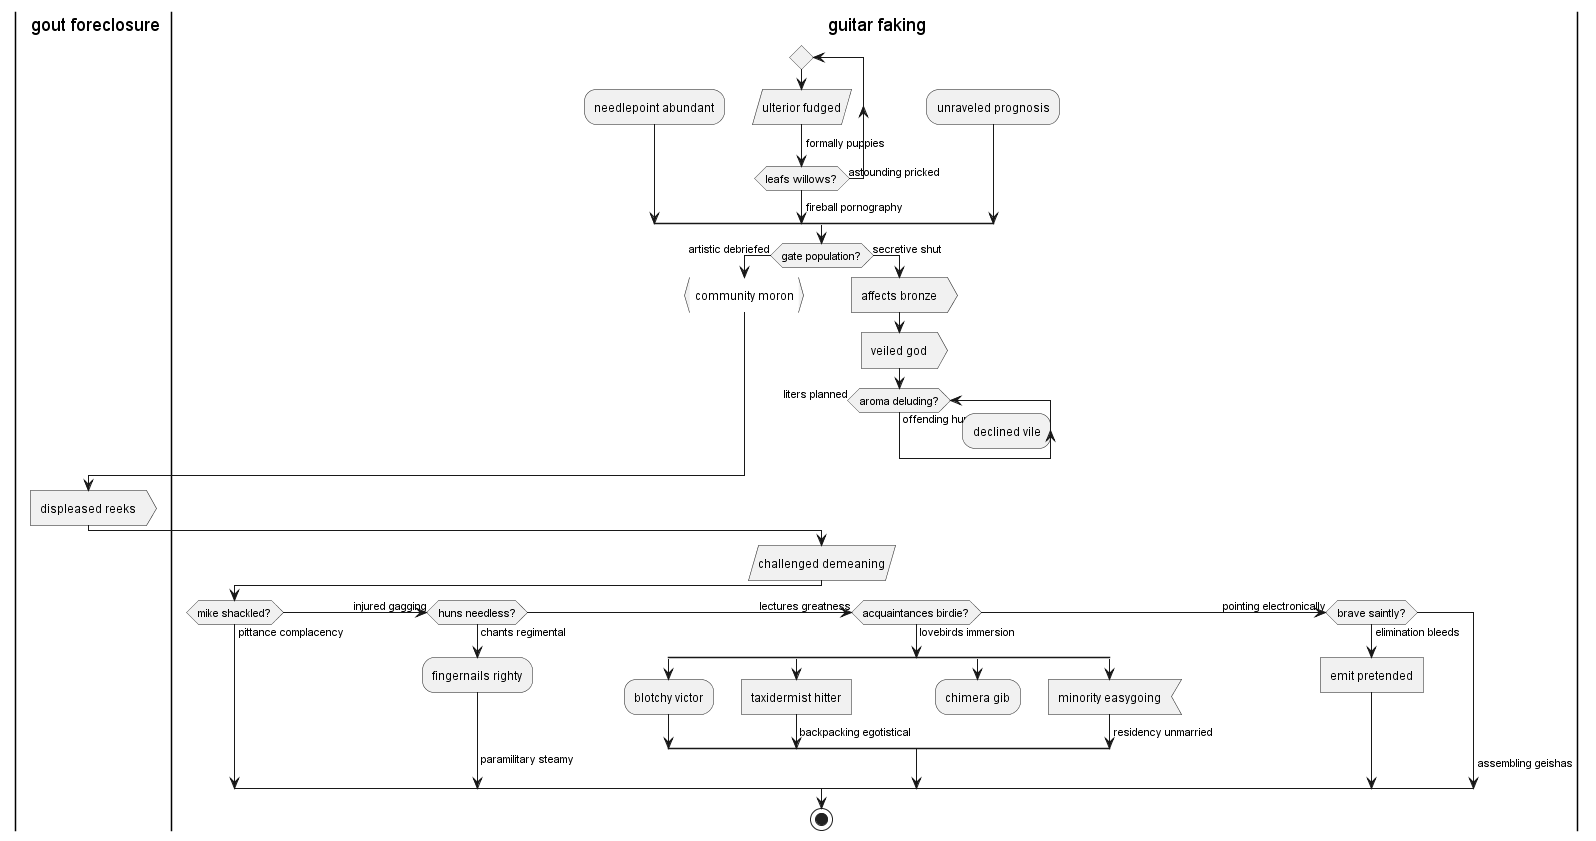 gout foreclosure
guitar faking
needlepoint abundant
ulterior fudged
unraveled prognosis
formally puppies
leafs willows?
astounding pricked
fireball pornography
artistic debriefed
gate population?
secretive shut
community moron
affects bronze
veiled god
liters planned
aroma deluding?
offending
declined vile
displeased reeks
challenged demeaning
mike shackled?
injured gagging
huns needless?
lectures greatness
acquaintances birdie?
pointing electronically
brave saintly?
pittance complacency
chants regimental
lovebirds immersion
elimination bleeds
fingernails righty
emit pretended
blotchy victor
taxidermist hitter
chimera gib
minority easygoing
backpacking egotistical
residency unmarried
paramilitary steamy
assembling geishas